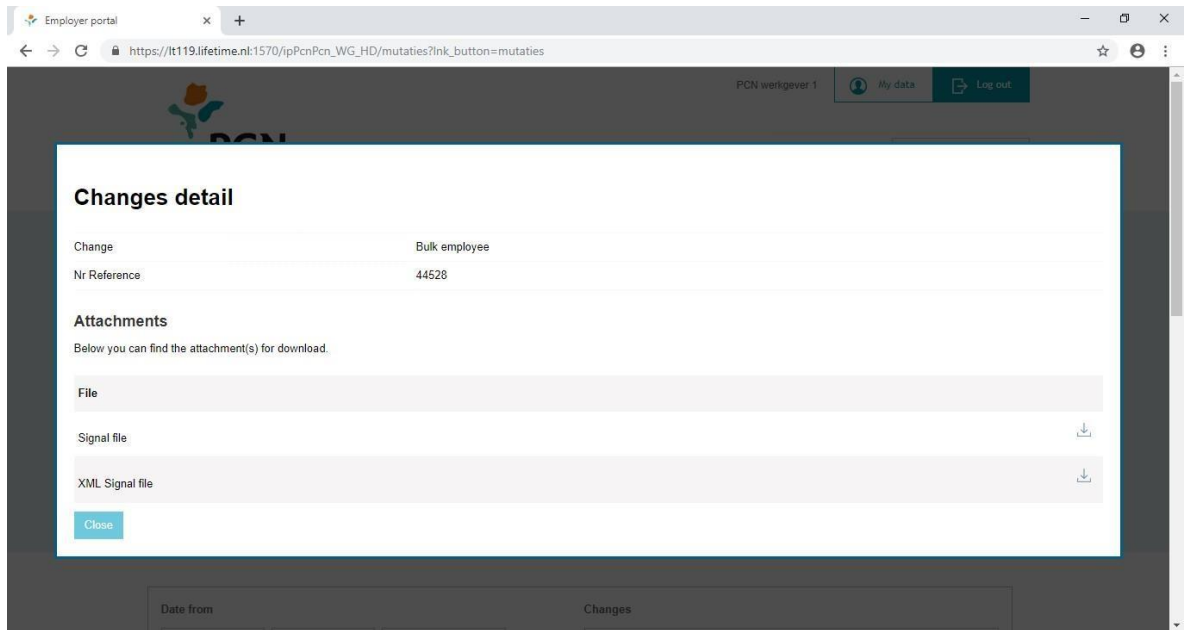 Employer portal
https://lt119.lifetime.nl:1570/ipPcnPcn_WG_HD/mutaties?lnk_button=mutaties
PCN werkgever 1 My data Log out
PCN
Changes detail
Change Bulk employee
Nr Reference 44528
Attachments
Below you can find the attachment(s) for download.
File
Signal file
XML Signal file
Close
Date from Changes